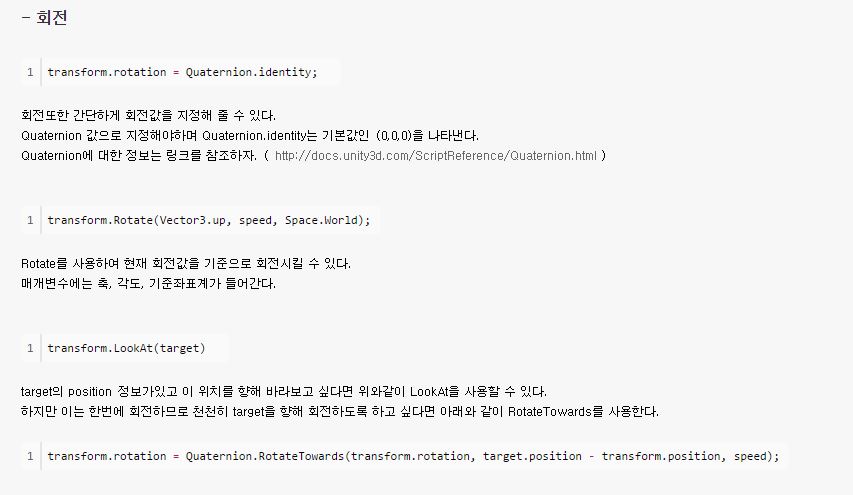 - 회전
1 transform.rotation = Quaternion.identity;
회전또한 간단하게 회전값을 지정해 줄 수 있다.
Quaternion 값으로 지정해야하며 Quaternion.identity는 기본값인 (0,0,0)을 나타낸다.
Quaternion에 대한 정보는 링크를 참조하자. ( http://docs.unity3d.com/ScriptReference/Quaternion.html )
1 transform.Rotate(Vector3.up, speed, Space.World);
Rotate를 사용하여 현재 회전값을 기준으로 회전시킬 수 있다.
매개변수에는 축, 각도, 기준좌표계가 들어간다.
1 transform.LookAt(target)
target의 position 정보가있고 이 위치를 향해 바라보고 싶다면 위와같이 LookAt을 사용할 수 있다.
하지만 이는 한번에 회전하므로 천천히 target을 향해 회전하도록 하고 싶다면 아래와 같이 RotateTowards를 사용한다.
1 transform.rotation = Quaternion.RotateTowards(transform.rotation, target.position - transform.position, speed);